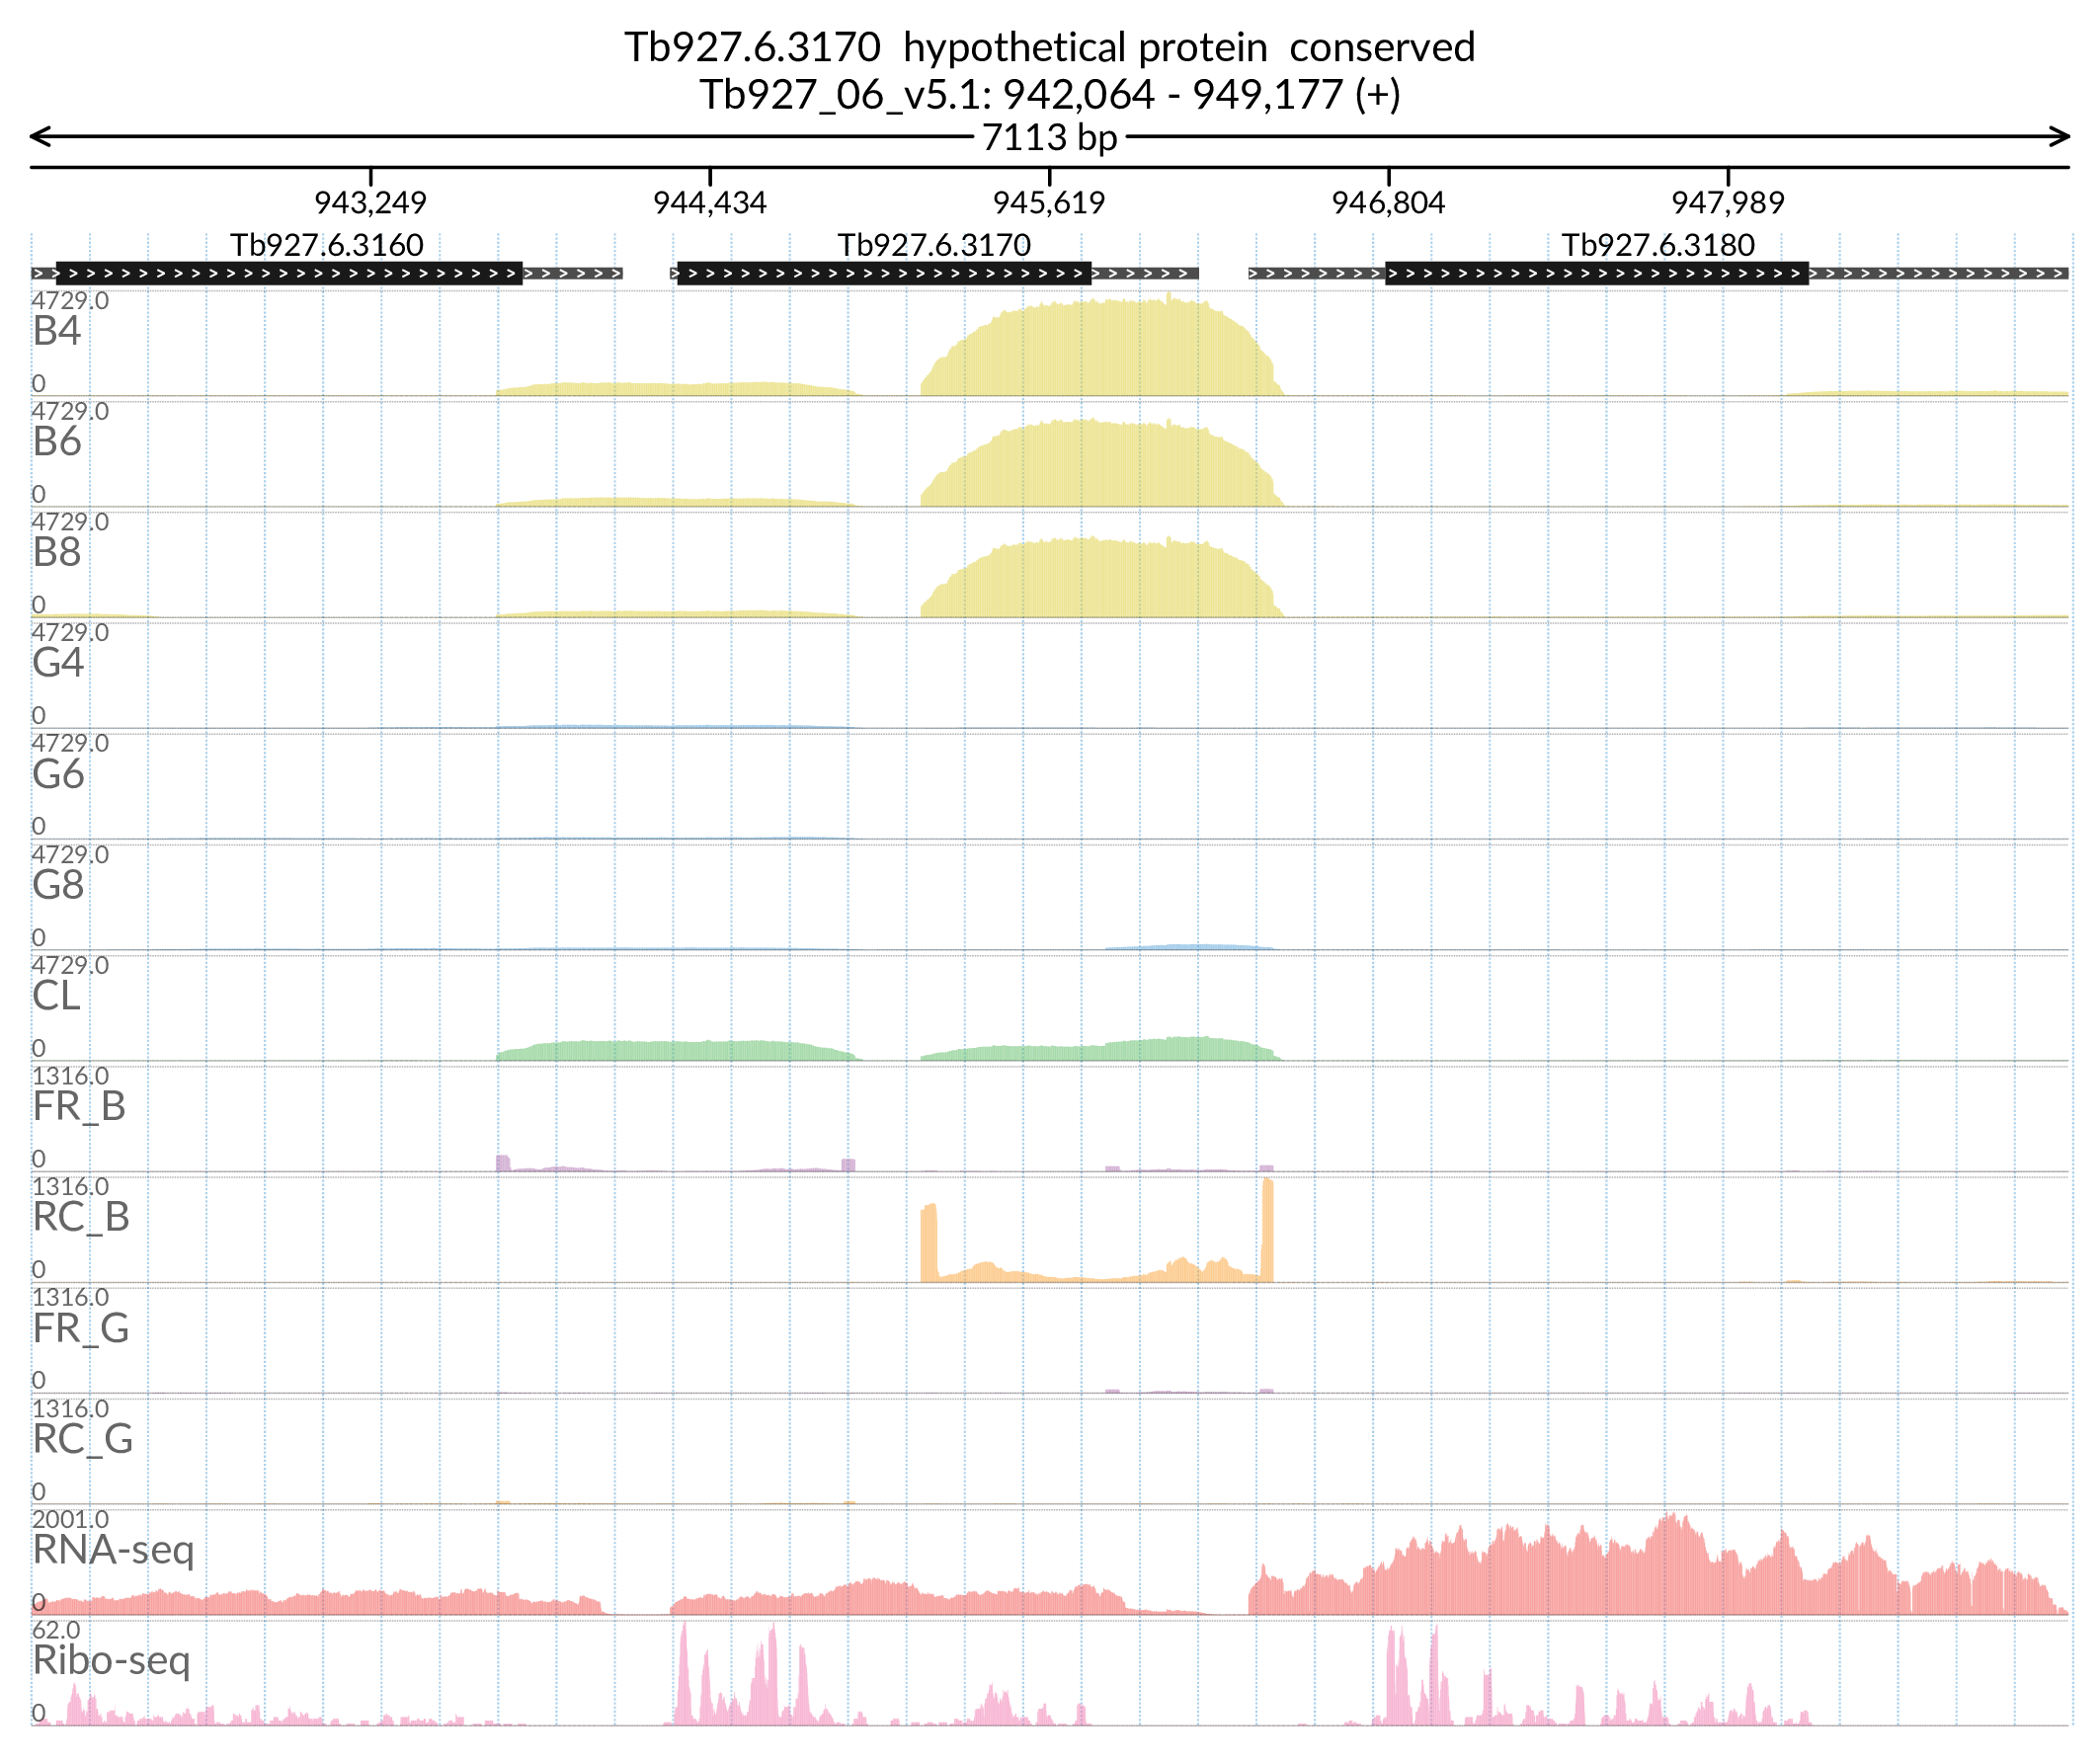 Tb927.6.3170 hypothetical protein conserved
Tb927_06_v5.1: 942,064 - 949,177 (+)
7113 bp
943,249 944,434 945,619 946,804 947,989
Tb927.6.3160 Tb927.6.3170 Tb927.6.3180
4729.0
B4
0
4729.0
B6
0
4729.0
B8
0
4729.0
G4
0
4729.0
G6
0
4729.0
G8
0
4729.0
CL
0
1316.0
FR_B
0
1316.0
RC_B
0
1316.0
FR_G
0
1316.0
RC_G
0
2001.0
RNA-seq
0
62.0
Ribo-seq
0